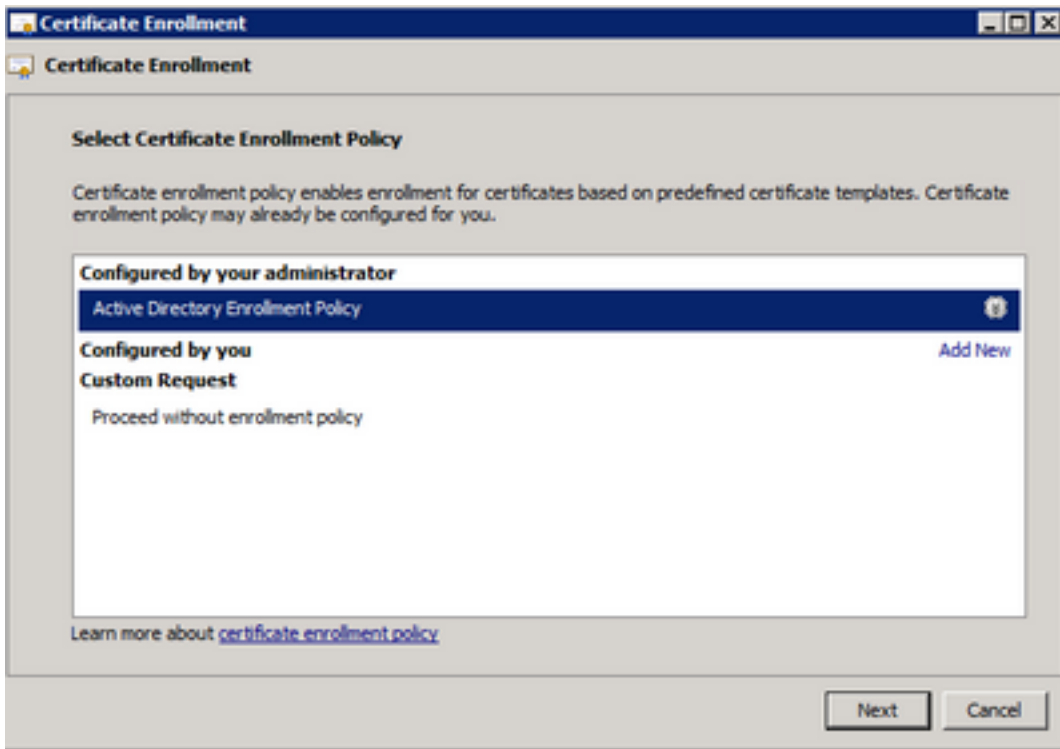 Certificate Enrollment
Certificate Enrollment
Select Certificate Enrollment Policy
Certificate enrollment policy enables enrollment for certificates based on predefined certificate templates. Certificate
enrollment policy may already be configured for you.
Configured by your administrator
Active Directory Enrollment Policy
Configured by you Add New
Custom Request
Proceed without enrollment policy
Learn more about certificate enrollment policy
Next Cancel